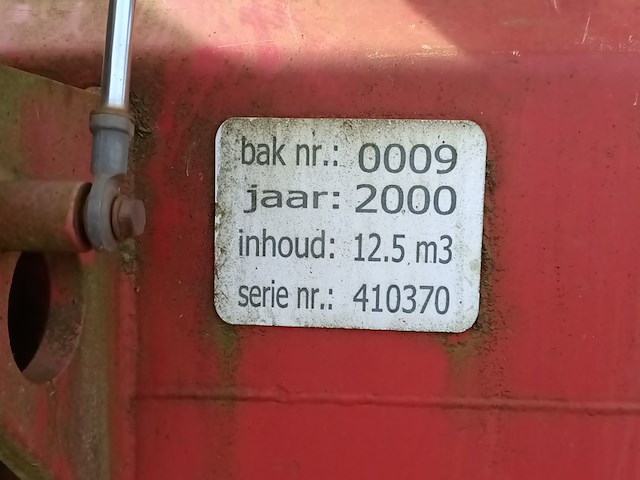 bak nr.: 0009
jaar: 2000
inhoud: 12.5 m3
serie nr.: 410370